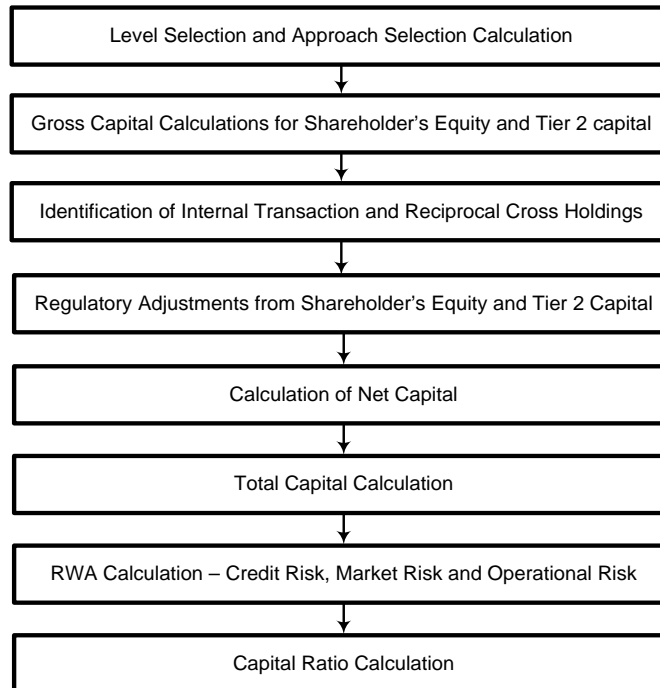 Level Selection and Approach Selection Calculation
Gross Capital Calculations for Shareholder’s Equity and Tier 2 capital
Identification of Internal Transaction and Reciprocal Cross Holdings
Regulatory Adjustments from Shareholder’s Equity and Tier 2 Capital
Calculation of Net Capital
Total Capital Calculation
RWA Calculation – Credit Risk, Market Risk and Operational Risk
Capital Ratio Calculation